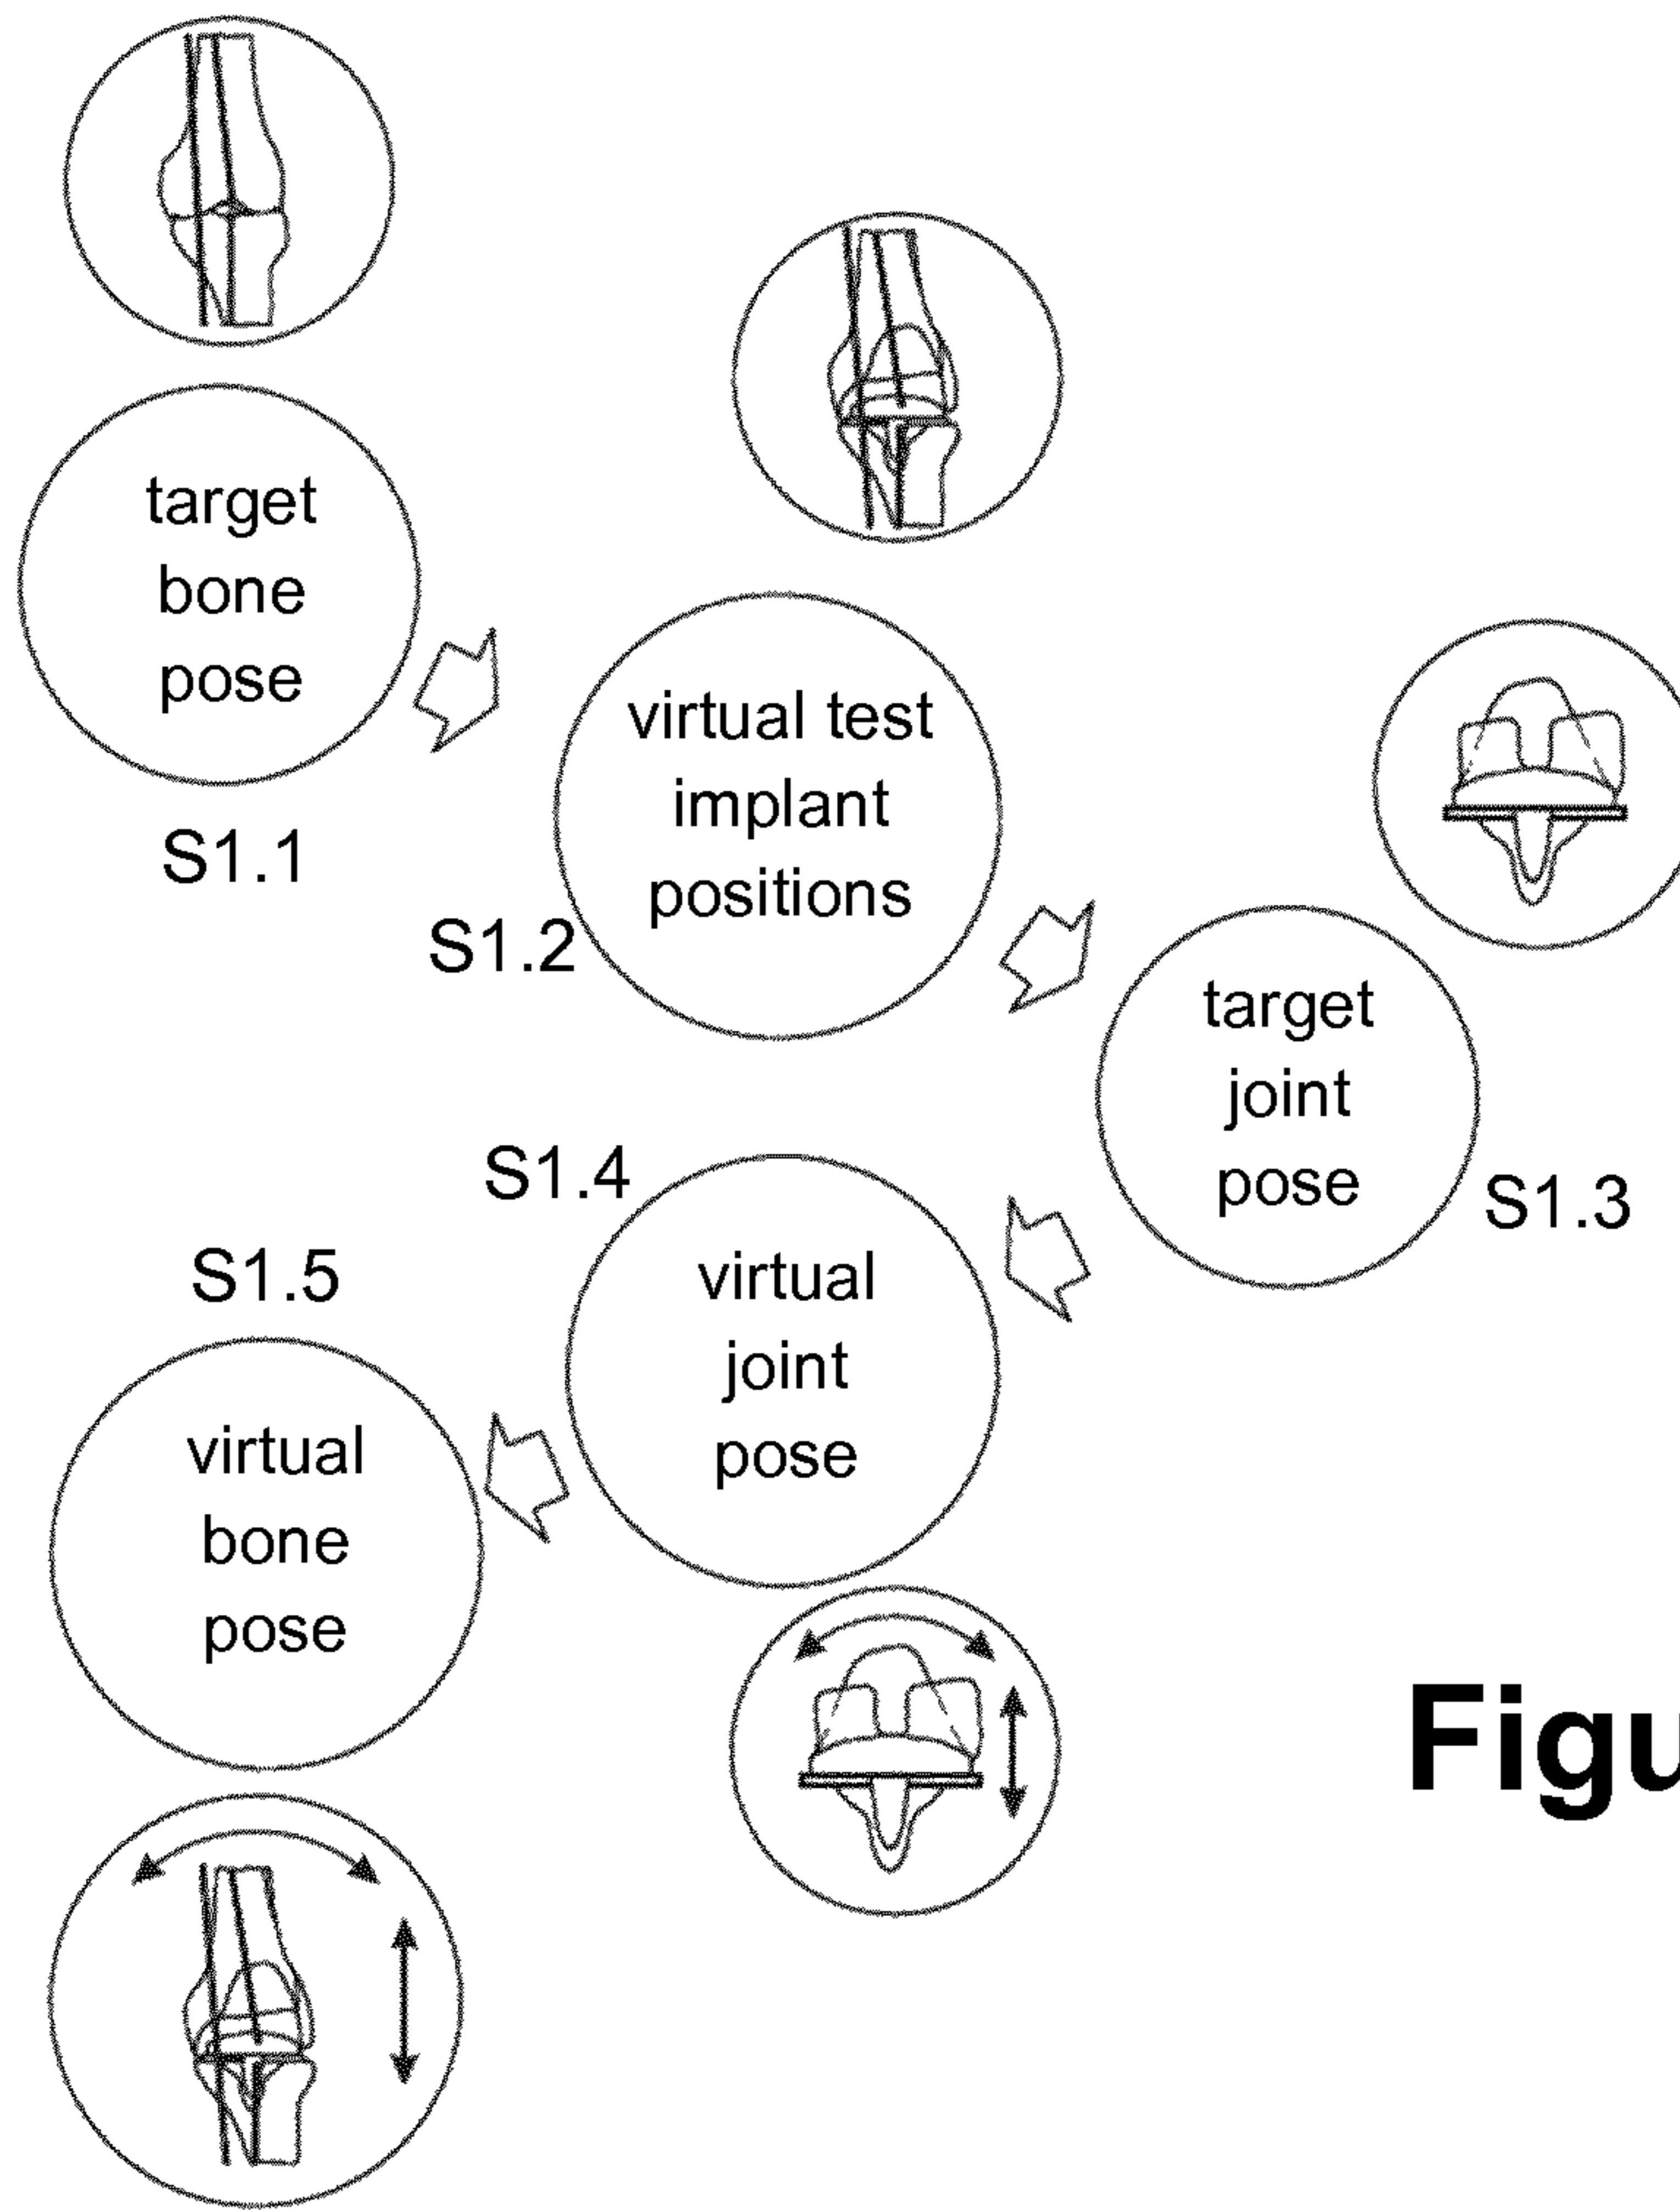 target
bone
pose
S1.1
virtual test
implant
positions
S1.2
target
joint
pose
S1.3
S1.4
virtual
joint
pose
S1.5
virtual
bone
pose
Figu